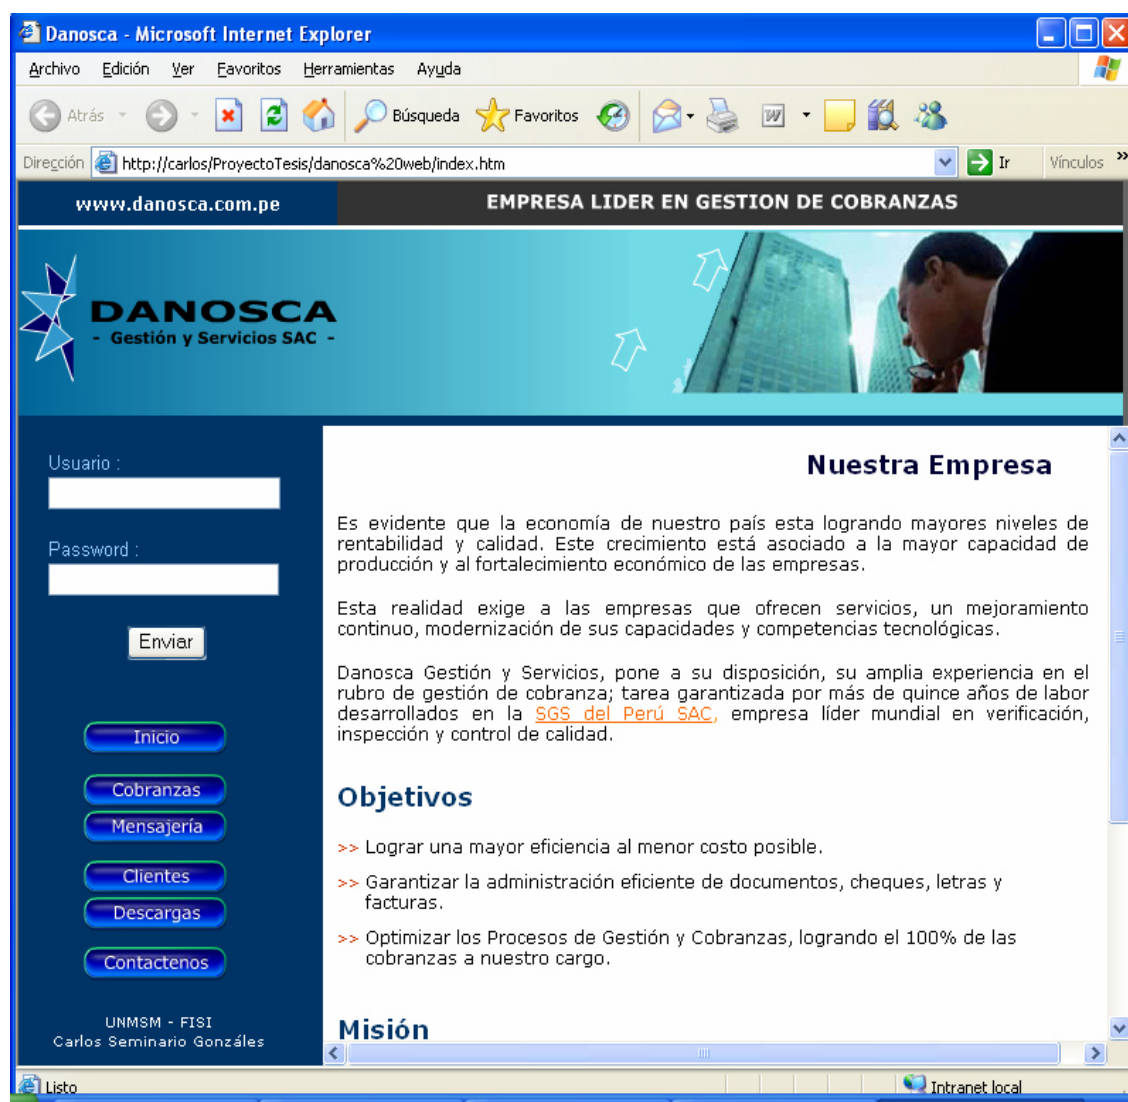 Danosca - Microsoft Internet Explorer
Archivo Edición Ver Favoritos Herramientas Ayuda
Atrás Búsqueda Favoritos
Dirección http://carlos/ProyectoTesis/danosca%20web/index.htm Ir Vínculos »
www.danosca.com.pe EMPRESA LIDER EN GESTION DE COBRANZAS
DANOSCA
- Gestión y Servicios SAC -
Usuario :
Password :
Enviar
Inicio
Cobranzas
Mensajería
Clientes
Descargas
Contactenos
UNMSM - FISI
Carlos Seminario Gonzáles
Nuestra Empresa
Es evidente que la economía de nuestro país esta logrando mayores niveles de
rentabilidad y calidad. Este crecimiento está asociado a la mayor capacidad de
producción y al fortalecimiento económico de las empresas.
Esta realidad exige a las empresas que ofrecen servicios, un mejoramiento
continuo, modernización de sus capacidades y competencias tecnológicas.
Danosca Gestión y Servicios, pone a su disposición, su amplia experiencia en el
rubro de gestión de cobranza; tarea garantizada por más de quince años de labor
desarrollados en la SGS del Perú SAC, empresa líder mundial en verificación,
inspección y control de calidad.
Objetivos
>> Lograr una mayor eficiencia al menor costo posible.
>> Garantizar la administración eficiente de documentos, cheques, letras y
facturas.
>> Optimizar los Procesos de Gestión y Cobranzas, logrando el 100% de las
cobranzas a nuestro cargo.
Misión
Listo Intranet local